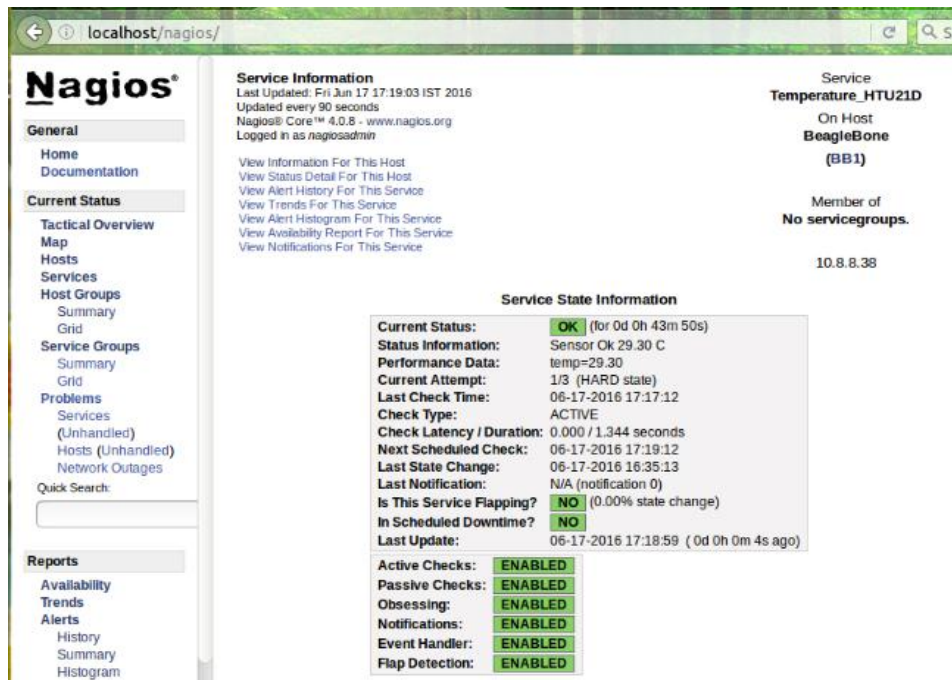 localhost/nagios/
S
Nagios®
General
Home
Documentation
Current Status
Tactical Overview
Map
Hosts
Services
Host Groups
Summary
Grid
Service Groups
Summary
Grid
Problems
Services
(Unhandled)
Hosts (Unhandled)
Network Outages
Quick Search:
Reports
Availability
Trends
Alerts
History
Summary
Histogram
Service Information
Last Updated: Fri Jun 17 17:19:03 IST 2016
Updated every 90 seconds
Nagios® Core™ 4.0.8 - www.nagios.org
Logged in as nagiosadmin
View Information For This Host
View Status Detail For This Host
View Alert History For This Service
View Trends For This Service
View Alert Histogram For This Service
View Availability Report For This Service
View Notifications For This Service
Service
Temperature_HTU21D
On Host
BeagleBone
(BB1)
Member of
No servicegroups.
10.8.8.38
Service State Information
Current Status: OK (for 0d 0h 43m 50s)
Status Information: Sensor Ok 29.30 C
Performance Data: temp=29.30
Current Attempt: 1/3 (HARD state)
Last Check Time: 06-17-2016 17:17:12
Check Type: ACTIVE
Check Latency / Duration: 0.000 / 1.344 seconds
Next Scheduled Check: 06-17-2016 17:19:12
Last State Change: 06-17-2016 16:35:13
Last Notification: N/A (notification 0)
Is This Service Flapping? NO (0.00% state change)
In Scheduled Downtime? NO
Last Update: 06-17-2016 17:18:59 ( 0d 0h 0m 4s ago)
Active Checks: ENABLED
Passive Checks: ENABLED
Obsessing: ENABLED
Notifications: ENABLED
Event Handler: ENABLED
Flap Detection: ENABLED